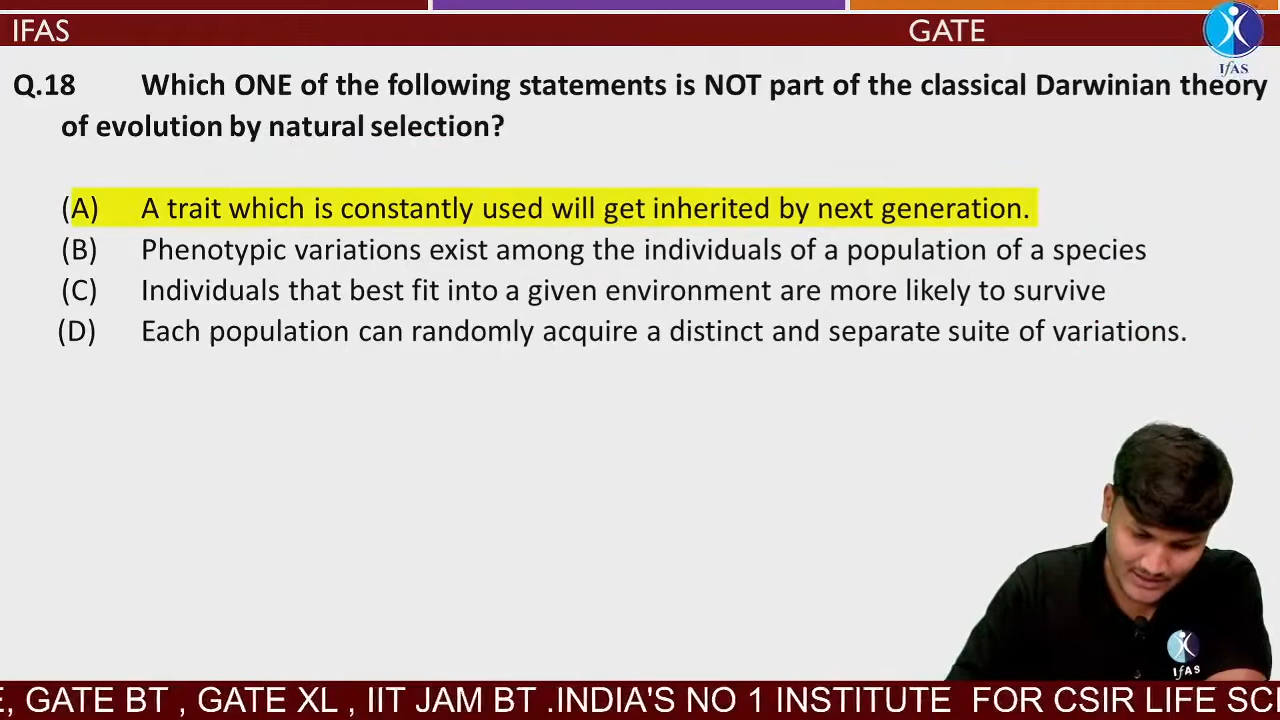 IFAS
GATE
IfAS
Q.18 Which ONE of the following statements is NOT part of the classical Darwinian theory
of evolution by natural selection?
(A) A trait which is constantly used will get inherited by next generation.
(B) Phenotypic variations exist among the individuals of a population of a species
(C) Individuals that best fit into a given environment are more likely to survive
(D) Each population can randomly acquire a distinct and separate suite of variations.
IfAS
E, GATE BT , GATE XL , IIT JAM BT .INDIA'S NO 1 INSTITUTE FOR CSIR LIFE SCI